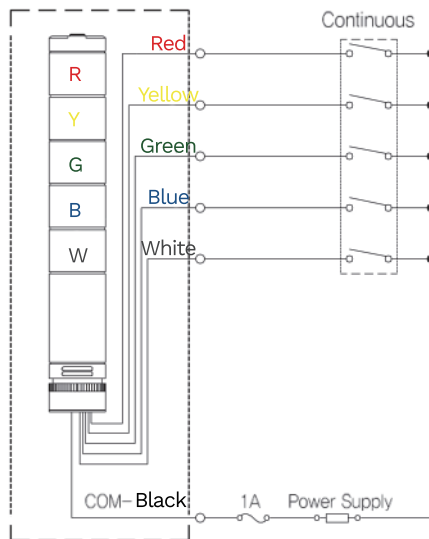 Continuous
Red
R
Yellow
Y
Green
G
Blue
B
White
W
COM- Black
1A
Power Supply